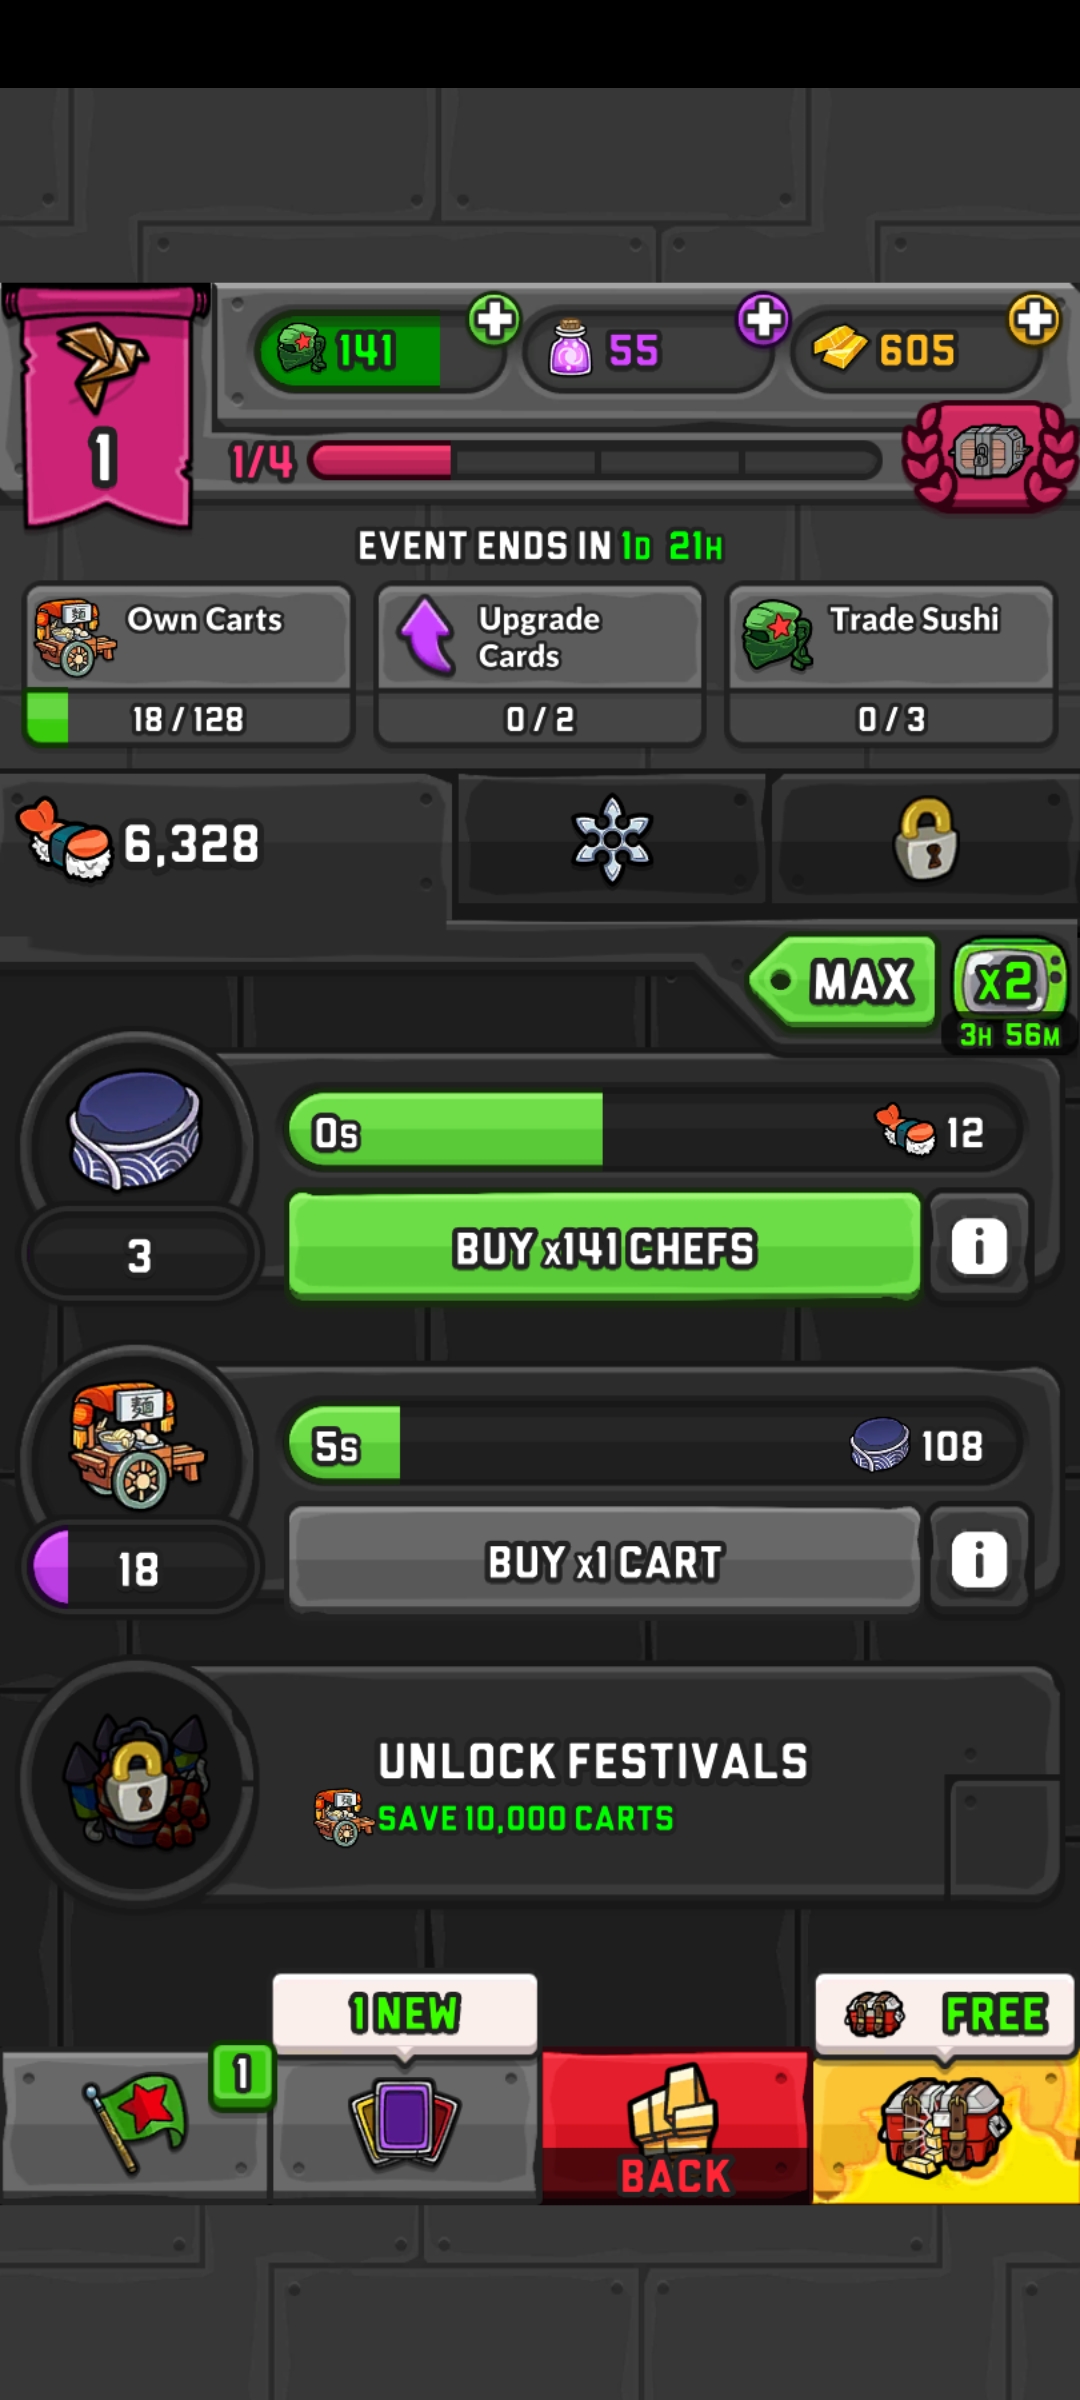 141
55
605
1
1/4
EVENT ENDS IN 1D 21H
Own Carts
18 / 128
Upgrade
Cards
0 / 2
Trade Sushi
0 / 3
6,328
MAX
x2
3H 56M
0s
12
3
BUY x141 CHEFS
i
麺
5s
108
18
BUY x1 CART
i
UNLOCK FESTIVALS
SAVE 10,000 CARTS
1 NEW
FREE
1
BACK